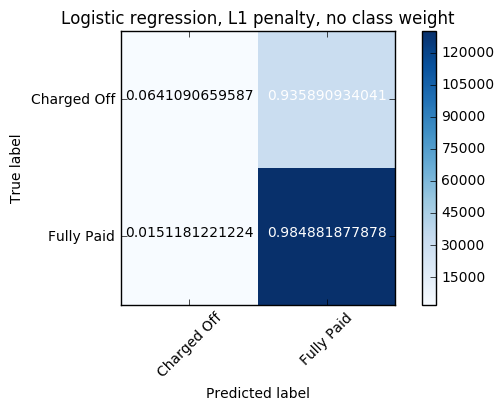 Logistic regression, L1 penalty, no class weight
Charged Off
0.0641090659587
0.935890934041
Fully Paid
0.0151181221224
0.984881877878
True label
Charged Off
Fully Paid
Predicted label
120000
105000
90000
75000
60000
45000
30000
15000